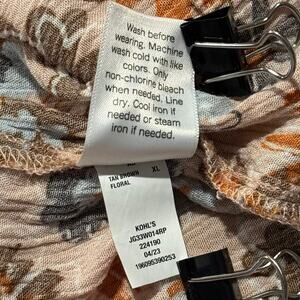 Wash before
wearing. Machine
wash cold with like
colors. Only
non-chlorine bleach
when needed. Line
dry. Cool iron if
needed or steam
iron if needed.
XL
TAN BROWN
FLORAL
KOHL'S
JG33W014RP
224190
04/23
196095390253